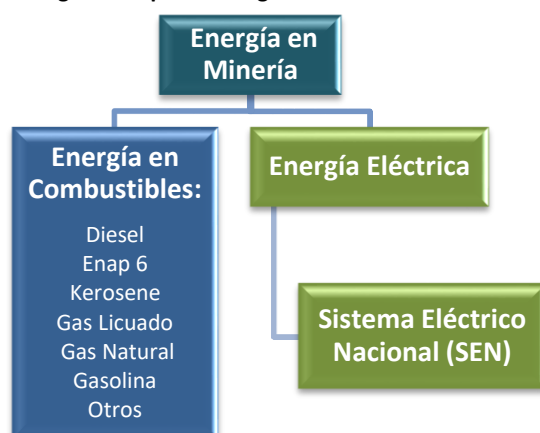 Energía en
Minería
Energía en
Combustibles:
Diesel
Enap 6
Kerosene
Gas Licuado
Gas Natural
Gasolina
Otros
Energía Eléctrica
Sistema Eléctrico
Nacional (SEN)